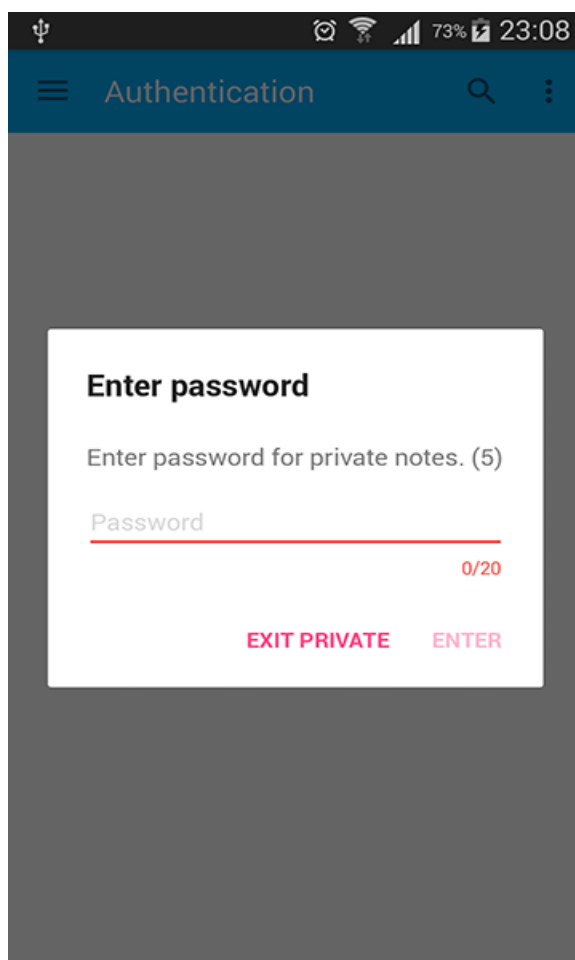 73% 23:08
Authentication
Enter password
Enter password for private notes. (5)
Password
0/20
EXIT PRIVATE ENTER